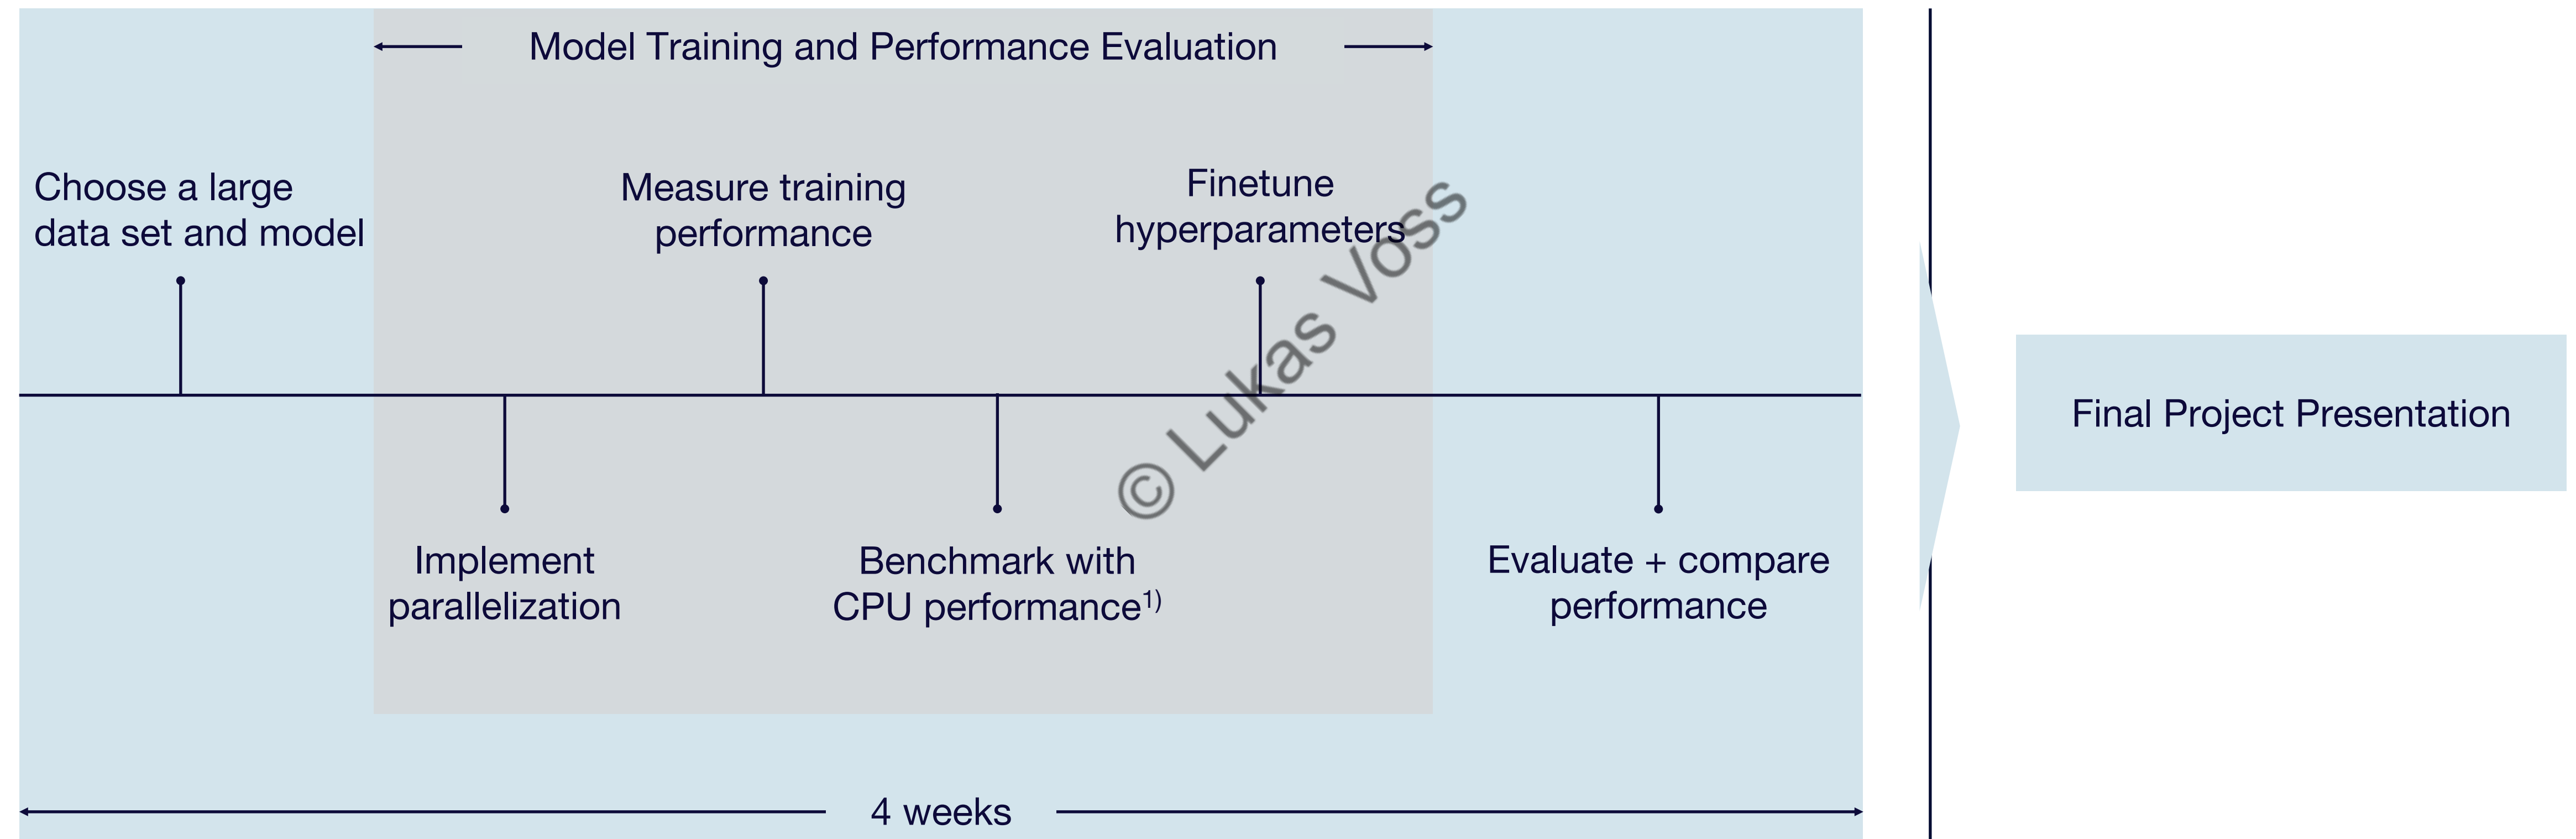 Model Training and Performance Evaluation
Choose a large
data set and model
Measure training
performance
Finetune
hyperparameters
Implement
parallelization
Benchmark with
CPU performance¹⁾
Evaluate + compare
performance
4 weeks
Final Project Presentation
© Lukas Voss